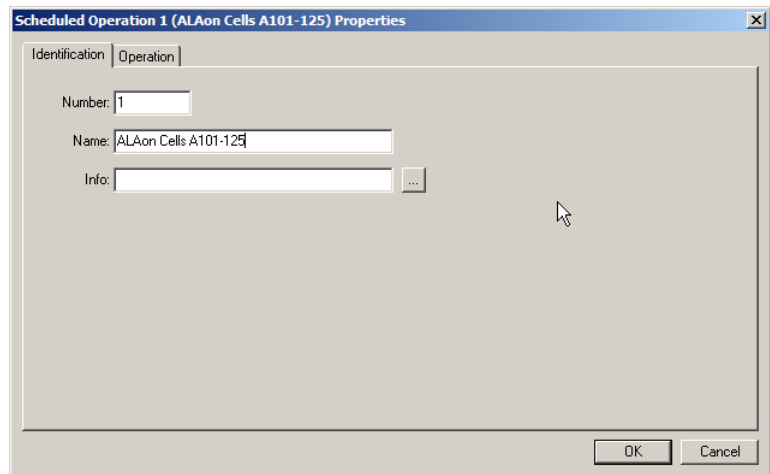 Scheduled Operation 1 (ALAon Cells A101-125) Properties
Identification Operation
Number: 1
Name: ALAon Cells A101-125
Info: ...
OK Cancel